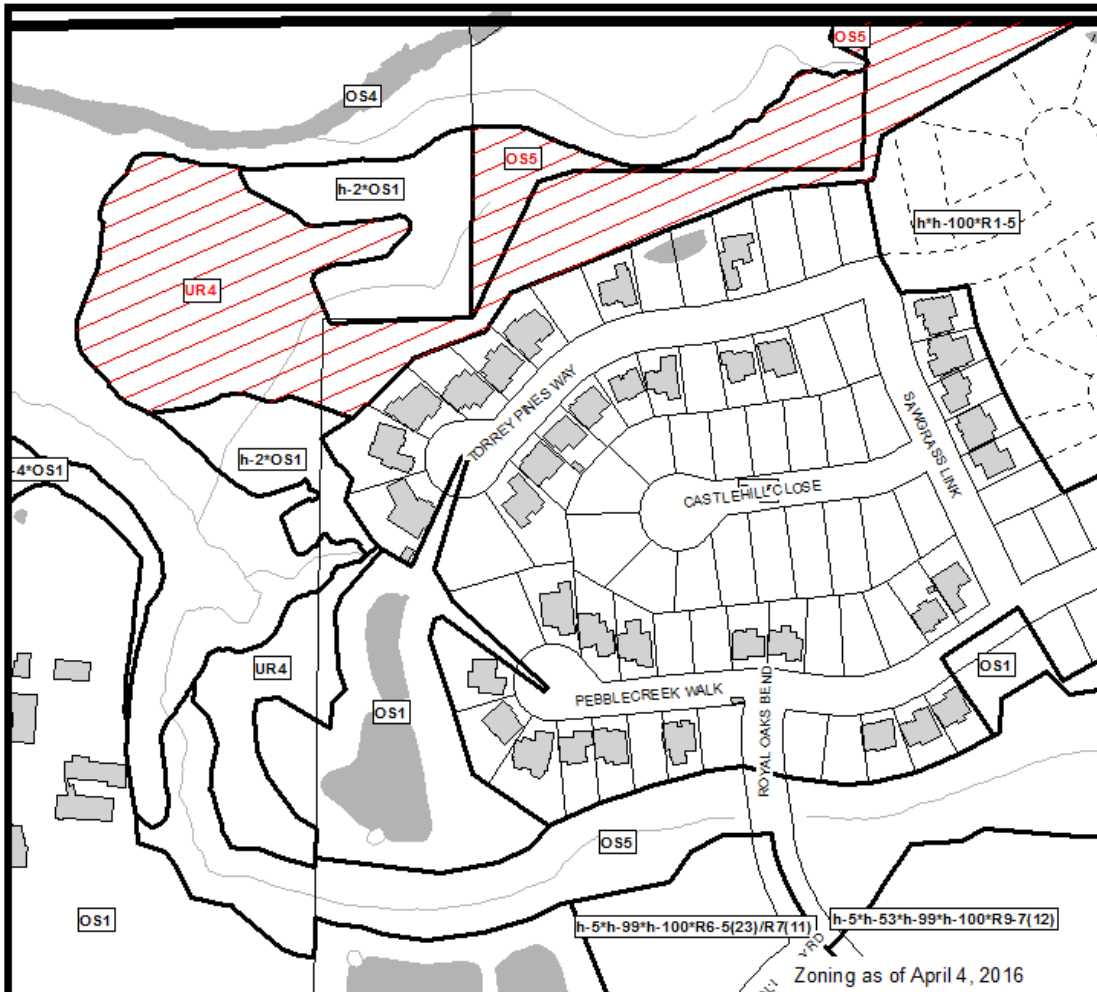 OS5
OS4
OS5
h-2*OS1
h*h-100*R1-5
UR4
TORREY PINES WAY
SAWGRASS LINK
h-2*OS1
-4*OS1
CASTLEHILL CLOSE
UR4
OS1
OS1
PEBBLECREEK WALK
ROYAL OAKS BEND
OS5
OS1
h-5*h-99*h-100*R6-5(23)/R7(11)
h-5*h-53*h-99*h-100*R9-7(12)
Zoning as of April 4, 2016